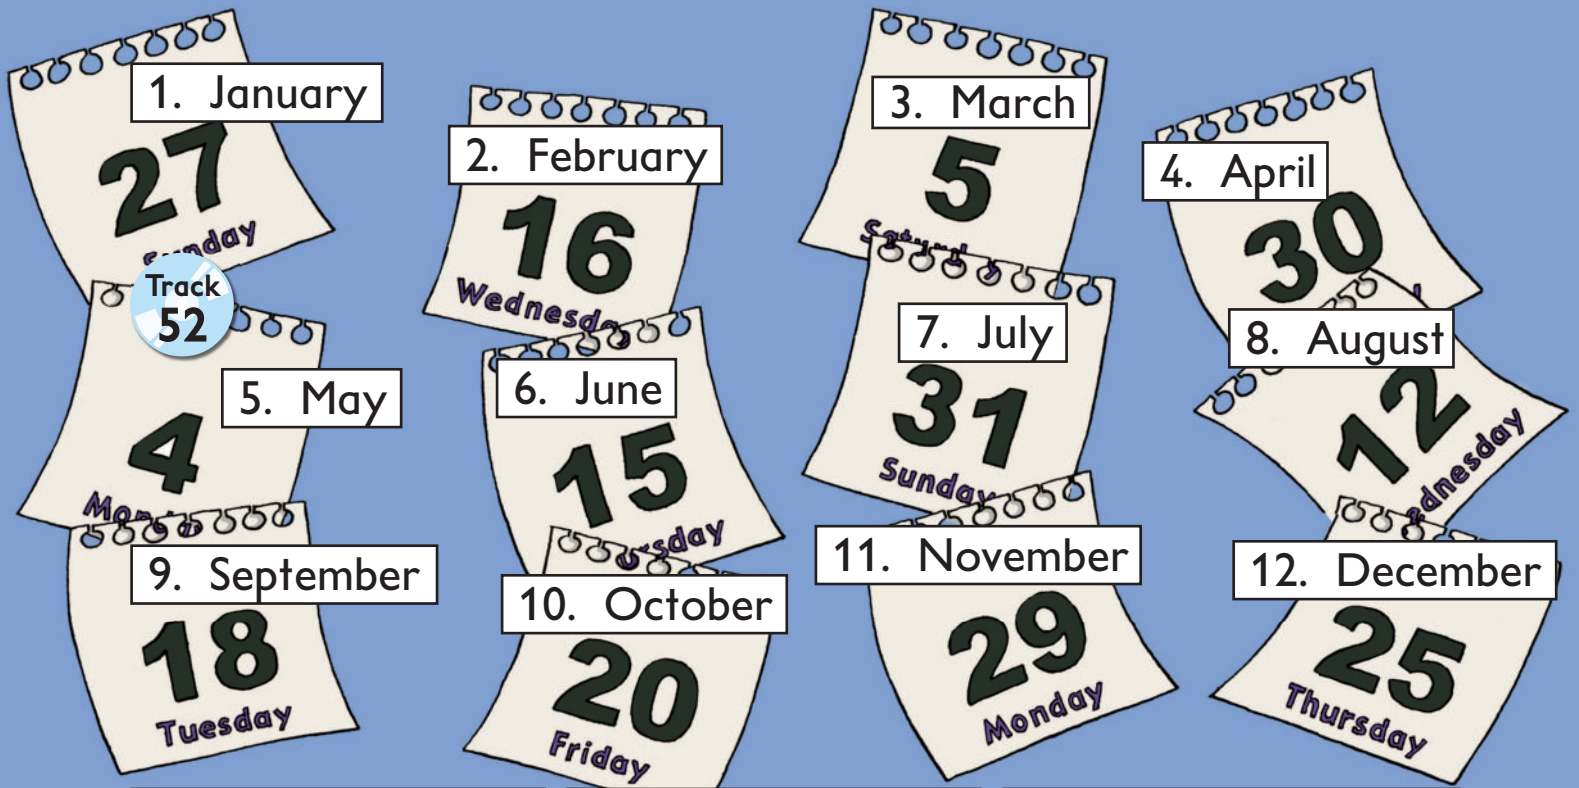 1. January
27
Sunday
2. February
16
3. March
5
4. April
30
Track
52
5. May
4
6. June
15
7. July
31
Sunday
8. August
12
9. September
18
Tuesday
10. October
20
Friday
11. November
29
Monday
12. December
25
Thursday